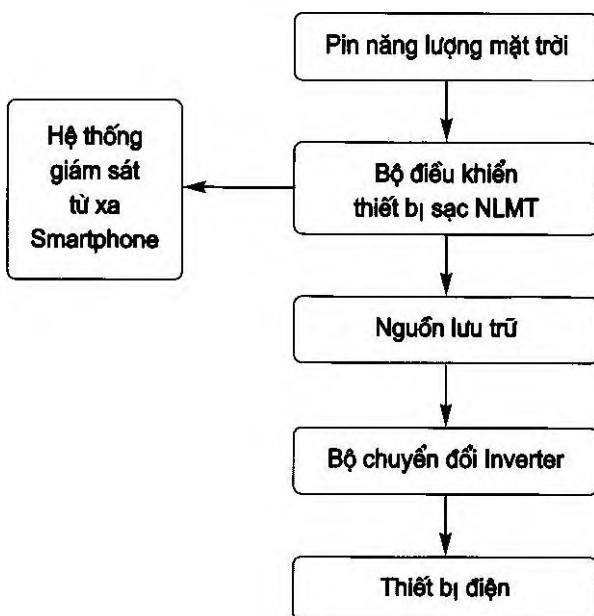 Pin năng lượng mặt trời
Hệ thống
giám sát
từ xa
Smartphone
Bộ điều khiển
thiết bị sạc NLMT
Nguồn lưu trữ
Bộ chuyển đổi Inverter
Thiết bị điện